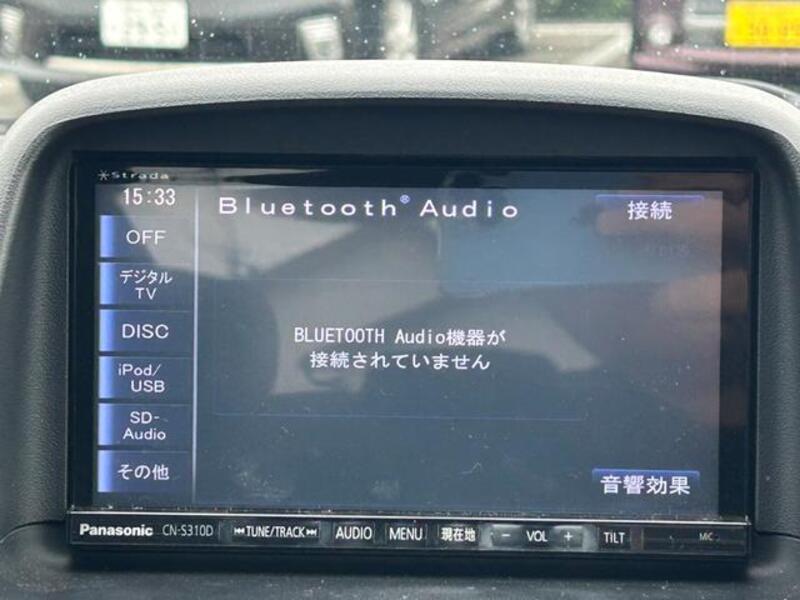 Strada
15:33
Bluetooth® Audio
接続
OFF
デジタル
TV
DISC
iPod/
USB
SD-
Audio
その他
BLUETOOTH Audio機器が
接続されていません
音響効果
Panasonic CN-S310D ⏮TUNE/TRACK⏭ AUDIO MENU 現在地 − VOL + TILT MIC